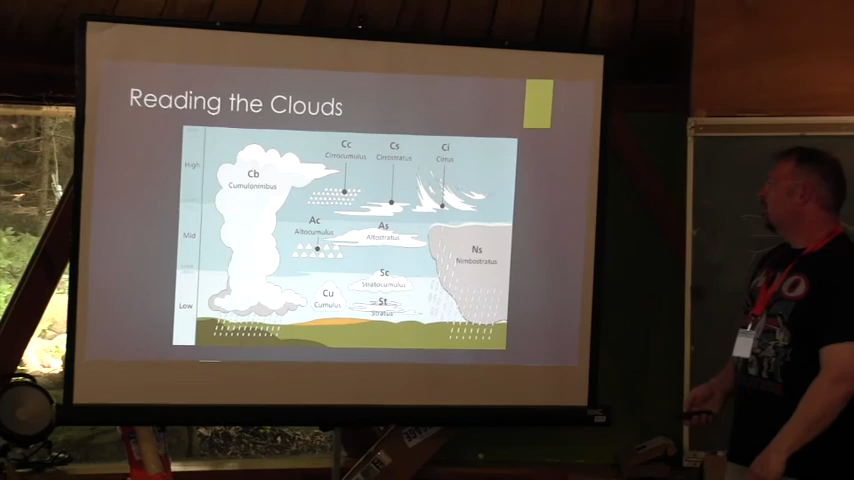 Reading the Clouds
High
Mid
Low
Cb
Cumulonimbus
Cc
Cirrocumulus
Cs
Cirrostratus
Ci
Cirrus
Ac
Altocumulus
As
Altostratus
Ns
Nimbostratus
Sc
Stratocumulus
Cu
Cumulus
St
Stratus